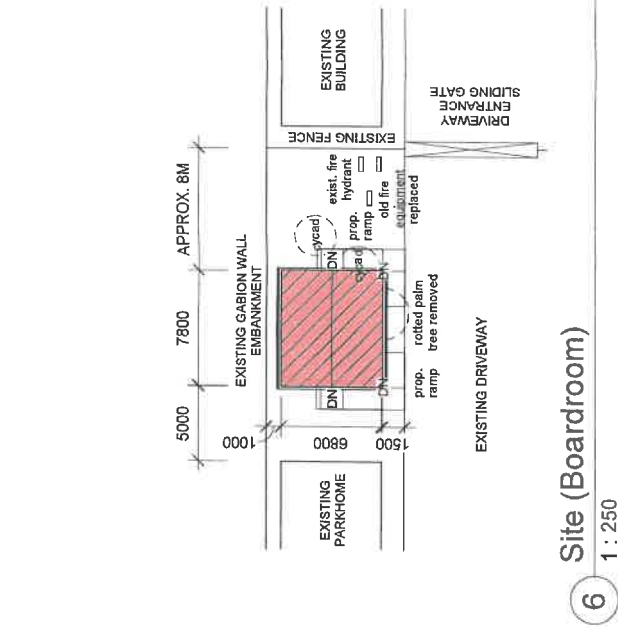 5000
7800
APPROX. 8M
EXISTING GABION WALL
EMBANKMENT
1000
6800
1500
EXISTING
PARKHOME
EXISTING
BUILDING
EXISTING FENCE
exist. fire
hydrant
cycad)
prop.
ramp
old fire
equipment
replaced
DN
DN
cycad
DN
DN
prop.
ramp
rotted palm
tree removed
DRIVEWAY
ENTRANCE
SLIDING GATE
EXISTING DRIVEWAY
6
Site (Boardroom)
1 : 250